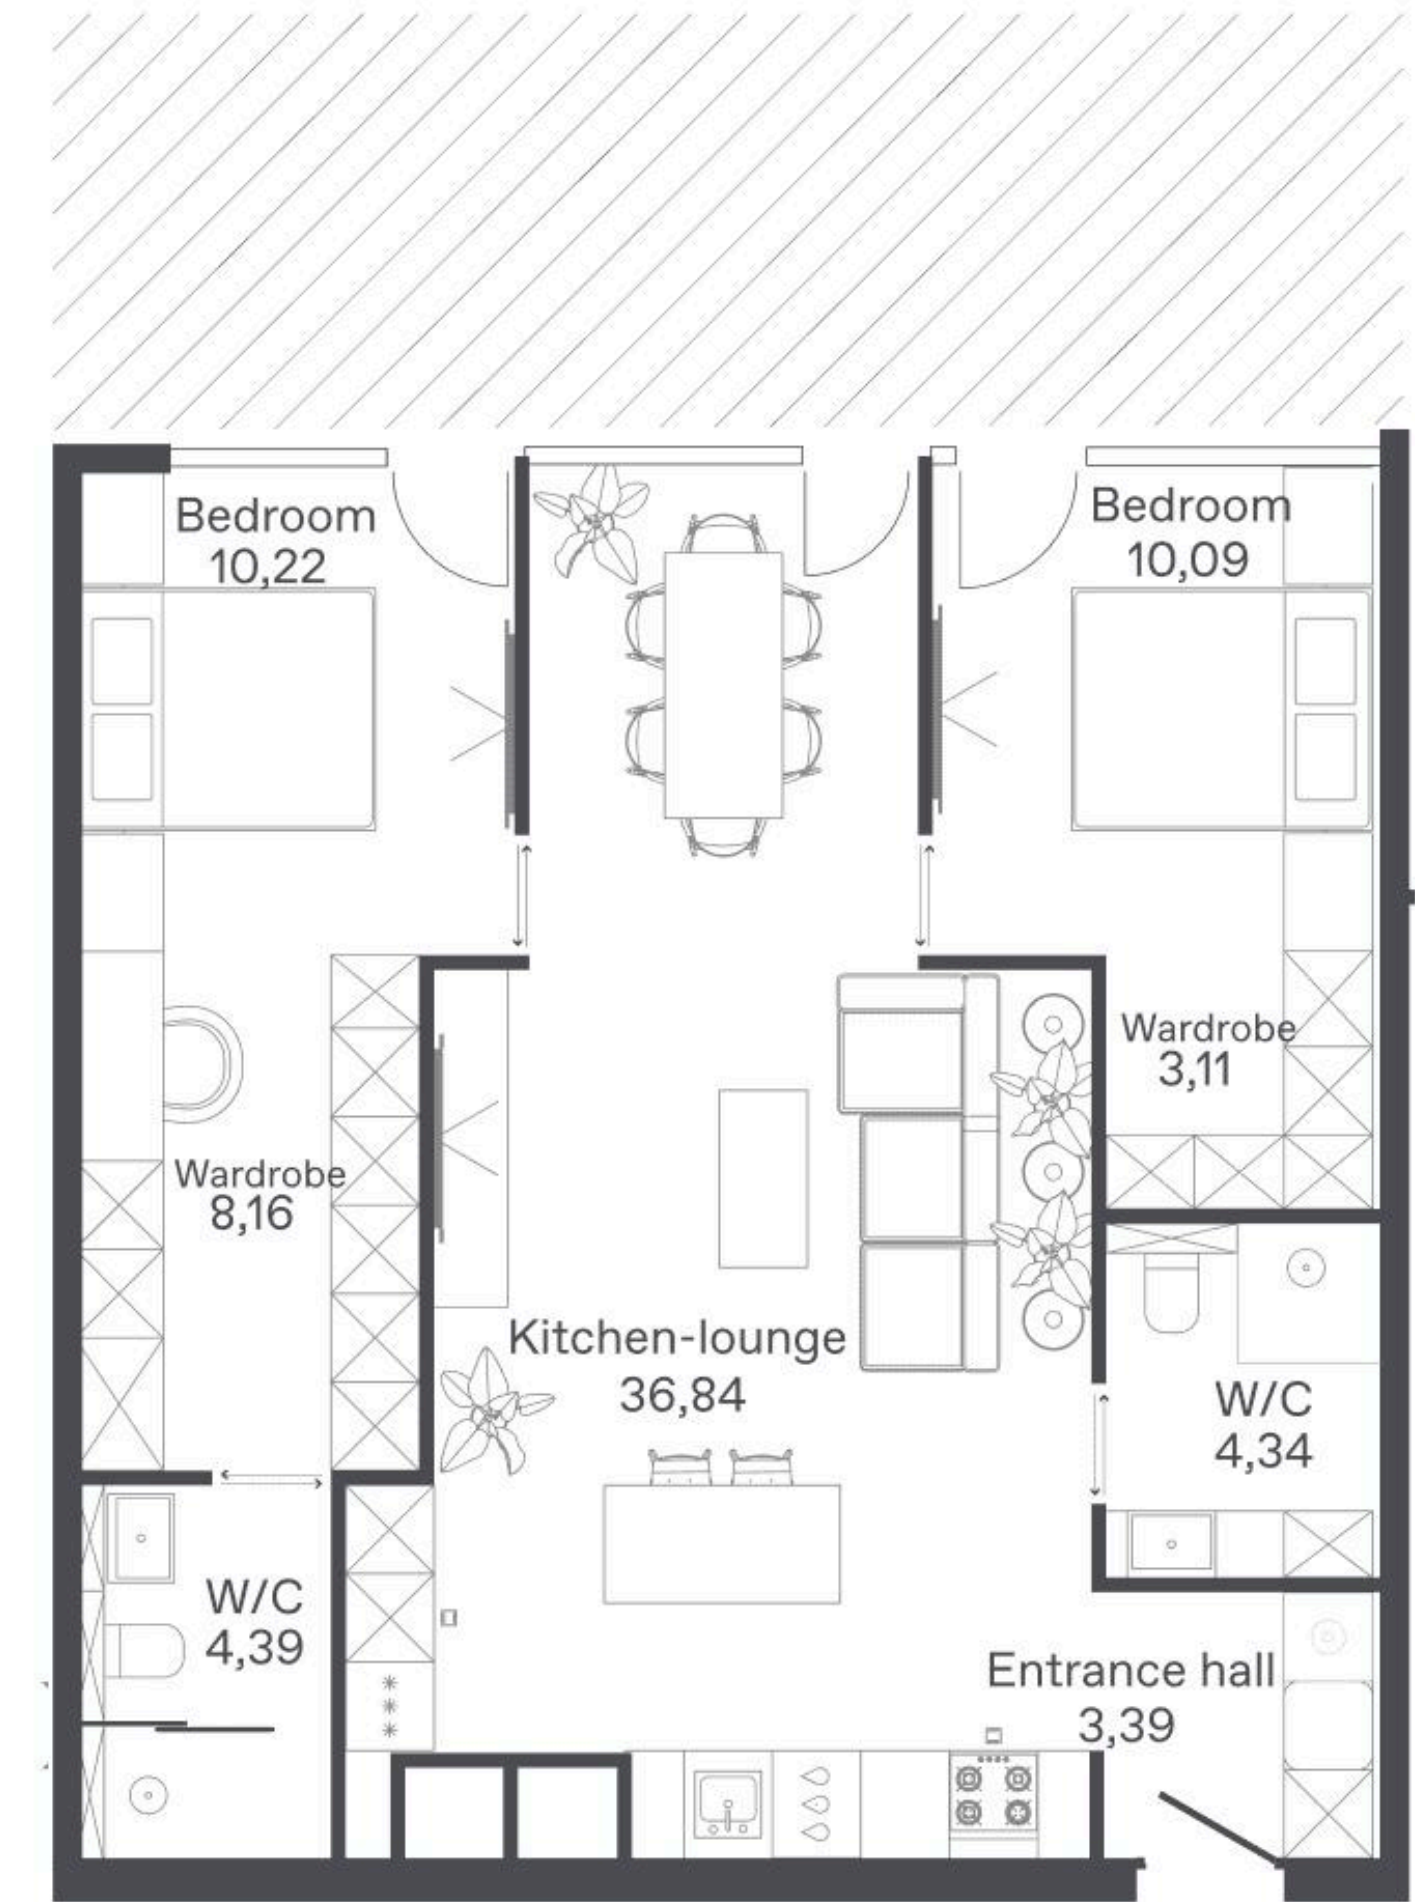 Bedroom
10,22
Bedroom
10,09
Wardrobe
3,11
Wardrobe
8,16
Kitchen-lounge
36,84
W/C
4,34
W/C
4,39
Entrance hall
3,39